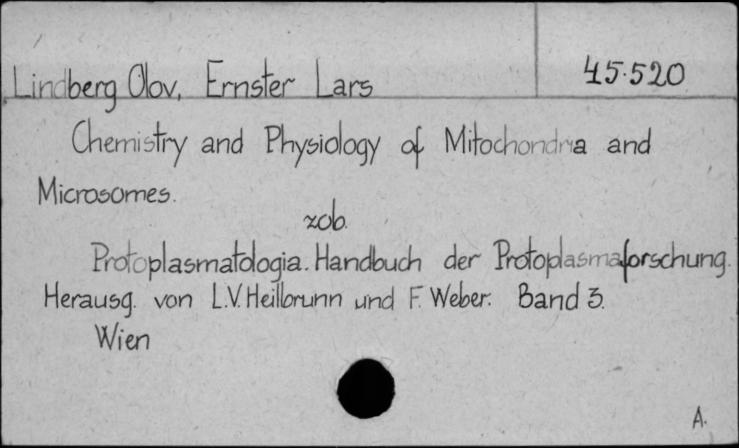 Lindberg Olov, Ernster Lars
45.520
Chemistry and Physiology of Mitochondria and
Microsomes.
zob.
Protoplasmatologia. Handbuch der Protoplasmaforschung.
Herausg. von L.V. Heilbrunn und F. Weber. Band 3.
Wien
A.